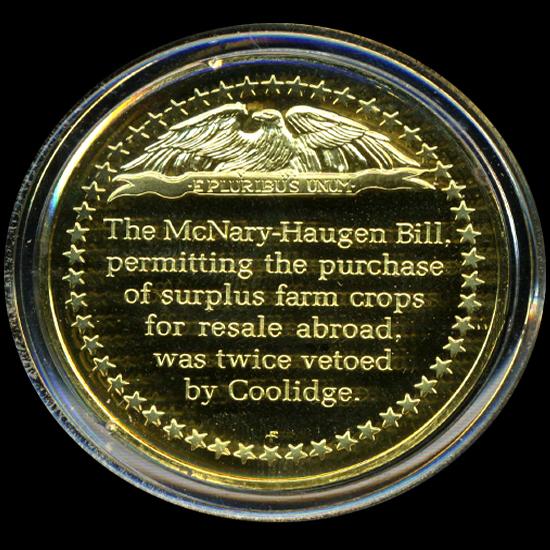 ·E PLURIBUS UNUM·
The McNary-Haugen Bill,
permitting the purchase
of surplus farm crops
for resale abroad,
was twice vetoed
by Coolidge.